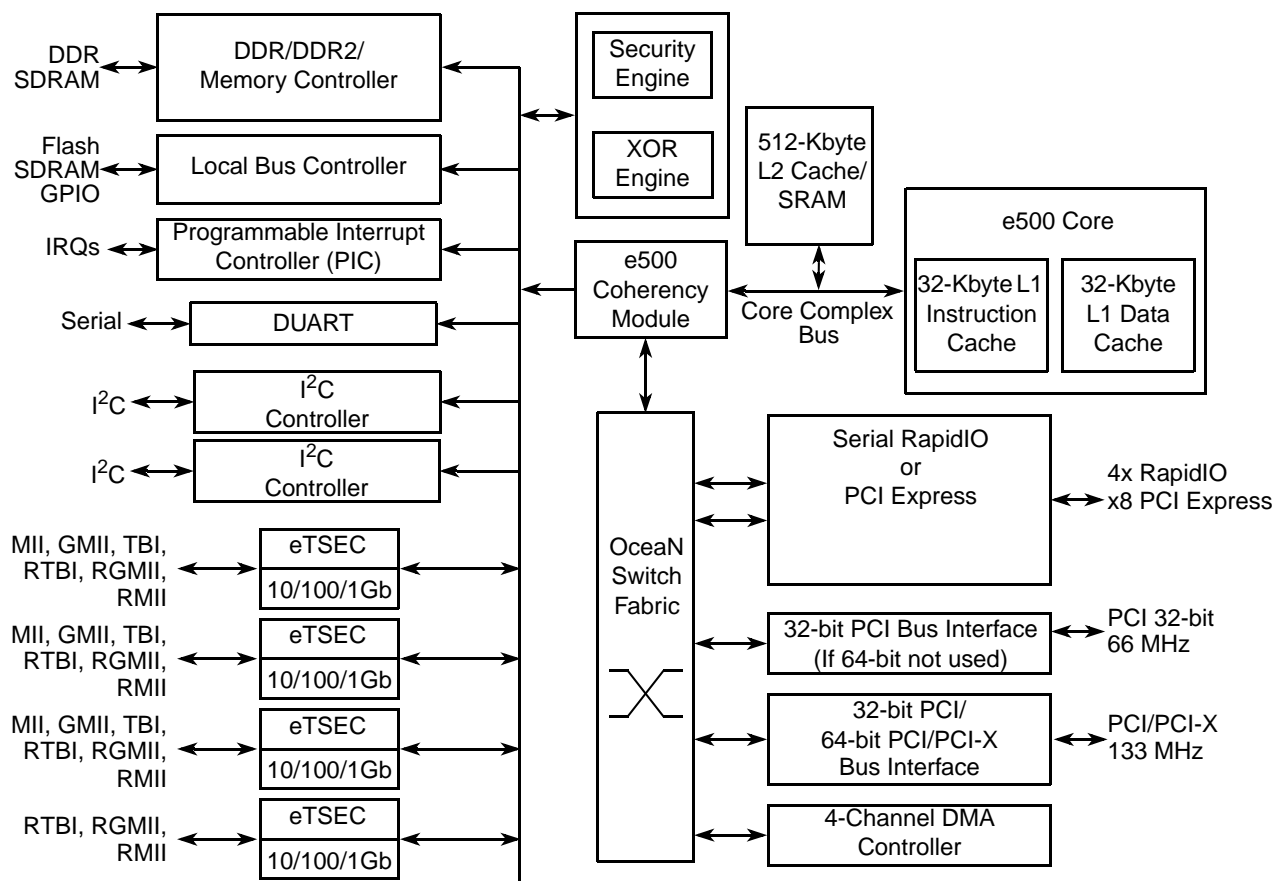 DDR
SDRAM
DDR/DDR2/
Memory Controller
Flash
SDRAM
GPIO
Local Bus Controller
IRQs
Programmable Interrupt
Controller (PIC)
Serial
DUART
I²C
I²C
Controller
I²C
I²C
Controller
MII, GMII, TBI,
RTBI, RGMII,
RMII
eTSEC
10/100/1Gb
MII, GMII, TBI,
RTBI, RGMII,
RMII
eTSEC
10/100/1Gb
MII, GMII, TBI,
RTBI, RGMII,
RMII
eTSEC
10/100/1Gb
RTBI, RGMII,
RMII
eTSEC
10/100/1Gb
Security
Engine
XOR
Engine
512-Kbyte
L2 Cache/
SRAM
e500
Coherency
Module
Core Complex
Bus
e500 Core
32-Kbyte L1
Instruction
Cache
32-Kbyte
L1 Data
Cache
OceaN
Switch
Fabric
Serial RapidIO
or
PCI Express
4x RapidIO
x8 PCI Express
32-bit PCI Bus Interface
(If 64-bit not used)
PCI 32-bit
66 MHz
32-bit PCI/
64-bit PCI/PCI-X
Bus Interface
PCI/PCI-X
133 MHz
4-Channel DMA
Controller